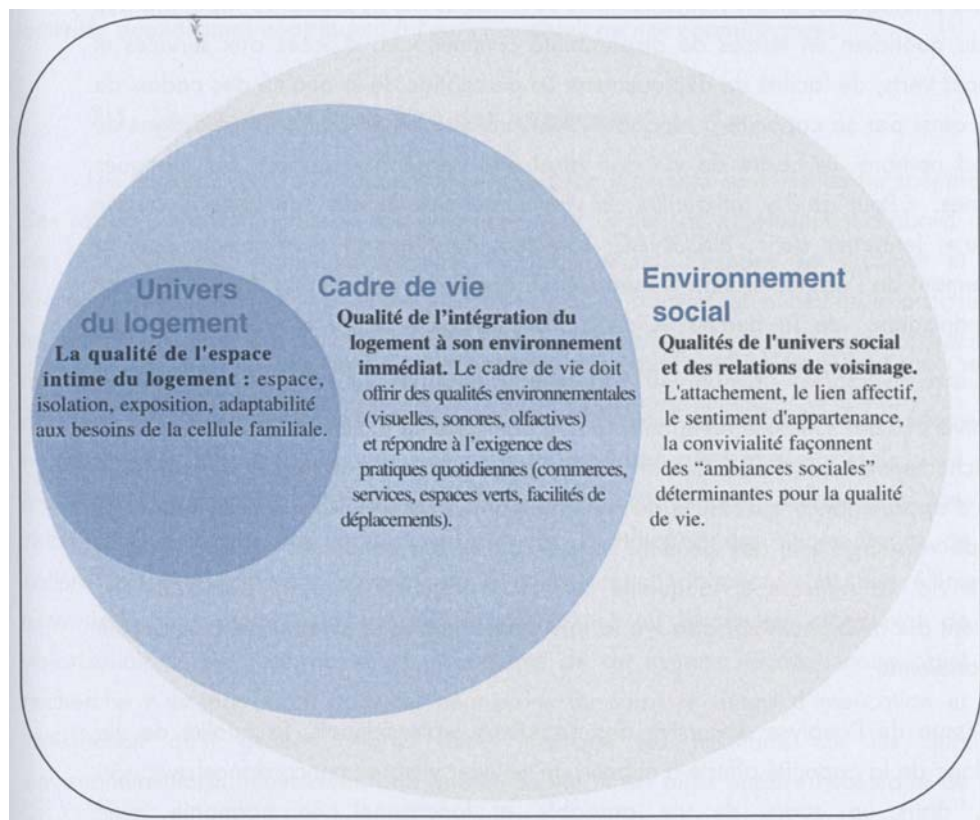 Univers
du logement
La qualité de l'espace
intime du logement : espace,
isolation, exposition, adaptabilité
aux besoins de la cellule familiale.
Cadre de vie
Qualité de l'intégration du
logement à son environnement
immédiat. Le cadre de vie doit
offrir des qualités environnementales
(visuelles, sonores, olfactives)
et répondre à l'exigence des
pratiques quotidiennes (commerces,
services, espaces verts, facilités de
déplacements).
Environnement
social
Qualités de l'univers social
et des relations de voisinage.
L'attachement, le lien affectif,
le sentiment d'appartenance,
la convivialité façonnent
des “ambiances sociales”
déterminantes pour la qualité
de vie.